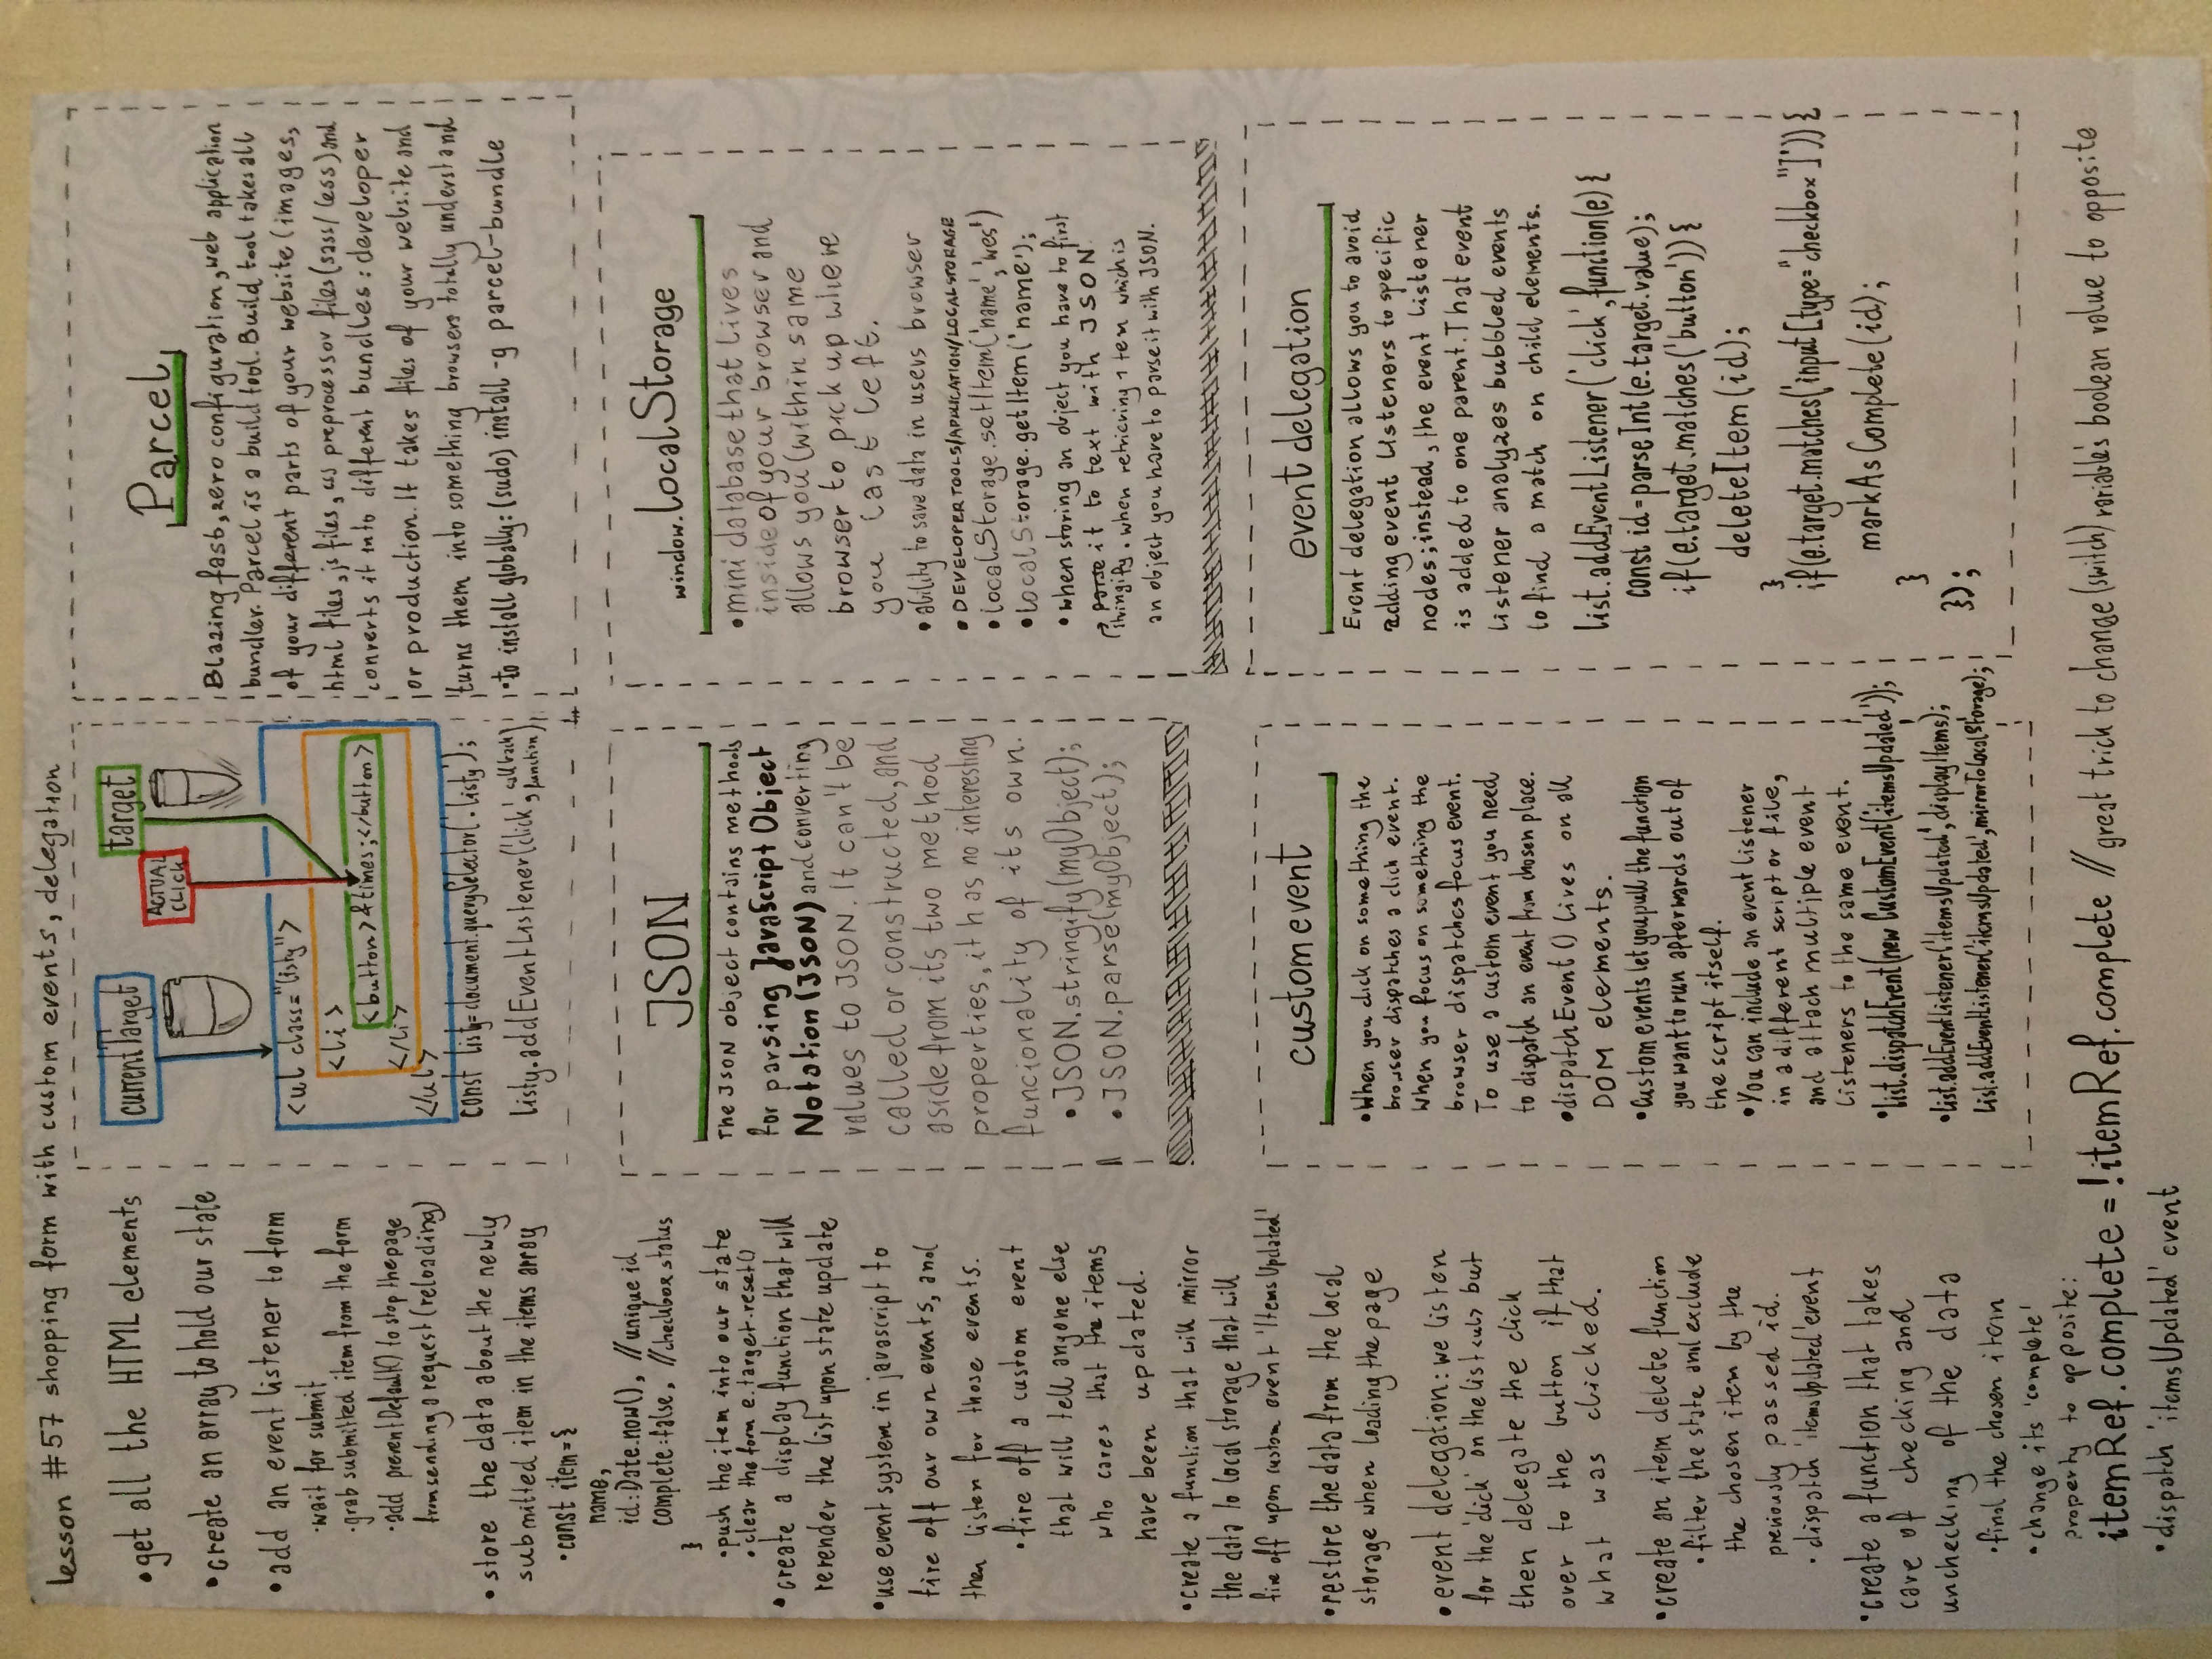 lesson #57 shopping form with custom events, delegation
• get all the HTML elements
• create an array to hold our state
• add an event listener to form
• wait for submit
• grab submitted item from the form
• add preventDefault() to stop the page
from sending a request (reloading)
• store the data about the newly
submitted item in the items array
• const item = {
name,
id: Date.now(), // unique id
complete: false, // checkbox status
}
• push the item into our state
• clear the form e.target.reset()
• create a display function that will
rerender the list upon state update
• use event system in javascript to
fire off our own events, and
then listen for those events.
• fire off a custom event
that will tell anyone else
who cares that the items
have been updated.
• create a function that will mirror
the data to local storage that will
fire off upon custom event 'ItemsUpdated'
• restore the data from the local
storage when loading the page
• event delegation: we listen
for the 'click' on the list <ul> but
then delegate the click
over to the button if that
what was clicked.
• create an item delete function
• filter the state and exclude
the chosen item by the
previously passed id.
• dispatch 'itemsUpdated' event
• create a function that takes
care of checking and
unchecking of the data
• find the chosen item
• change its 'complete'
property to opposite:
itemRef.complete = !itemRef.complete // great trick to change (switch) variable's boolean value to opposite
• dispatch 'itemsUpdated' event
currentTarget
target
ACTUAL
CLICK
<ul class="listy">
<li>
<button>&times;</button>
</li>
</ul>
const listy = document.querySelector('.listy');
listy.addEventListener('click', callback
function)
Parcel
Blazing fast, zero configuration, web application
bundler. Parcel is a build tool. Build tool takes all
of your different parts of your website (images,
html files, js files, css preprocessor files (sass/less) and
converts it into different bundles: developer
or production. It takes files of your website and
turns them into something browsers totally understand
• to install globally: (sudo) install -g parcel-bundle
JSON
The JSON object contains methods
for parsing JavaScript Object
Notation (JSON) and converting
values to JSON. It can't be
called or constructed, and
aside from its two method
properties, it has no interesting
funcionality of its own.
• JSON.stringify(myObject);
• JSON.parse(myObject);
window.localStorage
• mini database that lives
inside of your browser and
allows you (within same
browser to pick up where
you last left.
• ability to save data in users browser
• DEVELOPER TOOLS/APPLICATION/LOCAL STORAGE
• localStorage.setItem('name','wes')
• localStorage.getItem('name');
• when storing an object you have to first
parse it to text with JSON
stringify. when retrieving item which is
an object you have to parse it with JSON.
custom event
• When you click on something the
browser dispatches a click event.
When you focus on something the
browser dispatches focus event.
To use a custom event you need
to dispatch an event from chosen place.
• dispatchEvent() lives on all
DOM elements.
• Custom events let you pull the function
you want to run afterwards out of
the script itself.
• You can include an event listener
in a different script or file,
and attach multiple event
listeners to the same event.
• list.dispatchEvent(new CustomEvent('itemsUpdated'));
• list.addEventListener('itemsUpdated', displayItems);
list.addEventListener('itemsUpdated', mirrorToLocalStorage);
event delegation
Event delegation allows you to avoid
adding event listeners to specific
nodes; instead, the event listener
is added to one parent. That event
listener analyzes bubbled events
to find a match on child elements.
list.addEventListener('click', function(e) {
const id = parseInt(e.target.value);
if(e.target.matches('button')) {
deleteItem(id);
}
if(e.target.matches('input[type="checkbox"]')) {
markAsComplete(id);
}
});